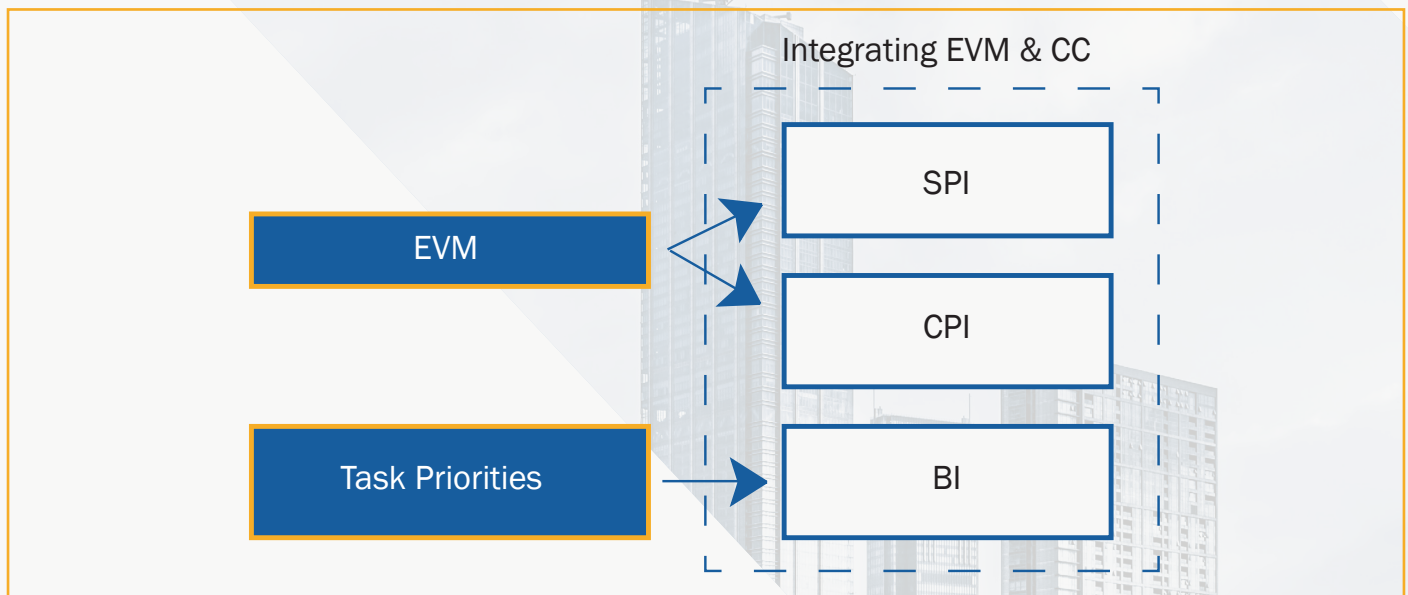 Integrating EVM & CC
SPI
EVM
CPI
Task Priorities
BI